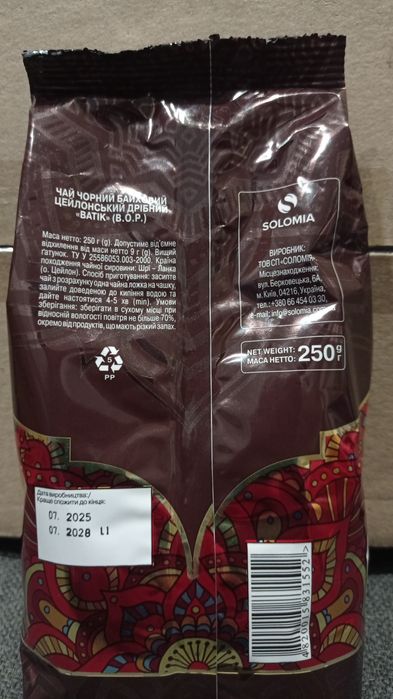 ЧАЙ ЧОРНИЙ БАЙХОВИЙ
ЦЕЙЛОНСЬКИЙ ДРІБНИЙ
«BATIK» (B.O.P.)
Маса нетто: 250 г (g). Допустиме від'ємне
відхилення від маси нетто 9 г (g). Вищий
ґатунок. ТУ У 25586053.003-2000. Країна
походження чайної сировини: Шрі - Ланка
(о. Цейлон). Спосіб приготування: засипте
чай з розрахунку одна чайна ложка на чашку,
залийте доведеною до кипіння водою та
дайте настоятися 4-5 хв (min). Умови
зберігання: зберігати в сухому місці при
відносній вологості повітря не більше 70%,
окремо від продуктів, що мають різкий запах.
5
PP
SOLOMIA
ВИРОБНИК:
ТОВ СП «СОЛОМІЯ»
Місцезнаходження:
вул. Берковецька, 6А,
м. Київ, 04216, Україна,
тел.:+380 66 454 03 30,
e-mail: info@solomia.com
NET WEIGHT:
МАСА НЕТТО: 250 g г
Дата виробництва:/
Краще спожити до кінця:
07. 2025
07. 2028 L1
4820015831552>